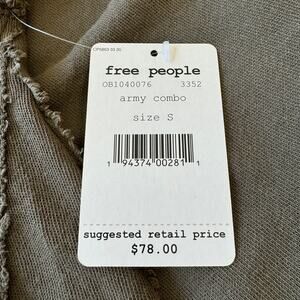 free people
OB1040076 3352
army combo
size S
1 94374 00281 1
suggested retail price
$78.00